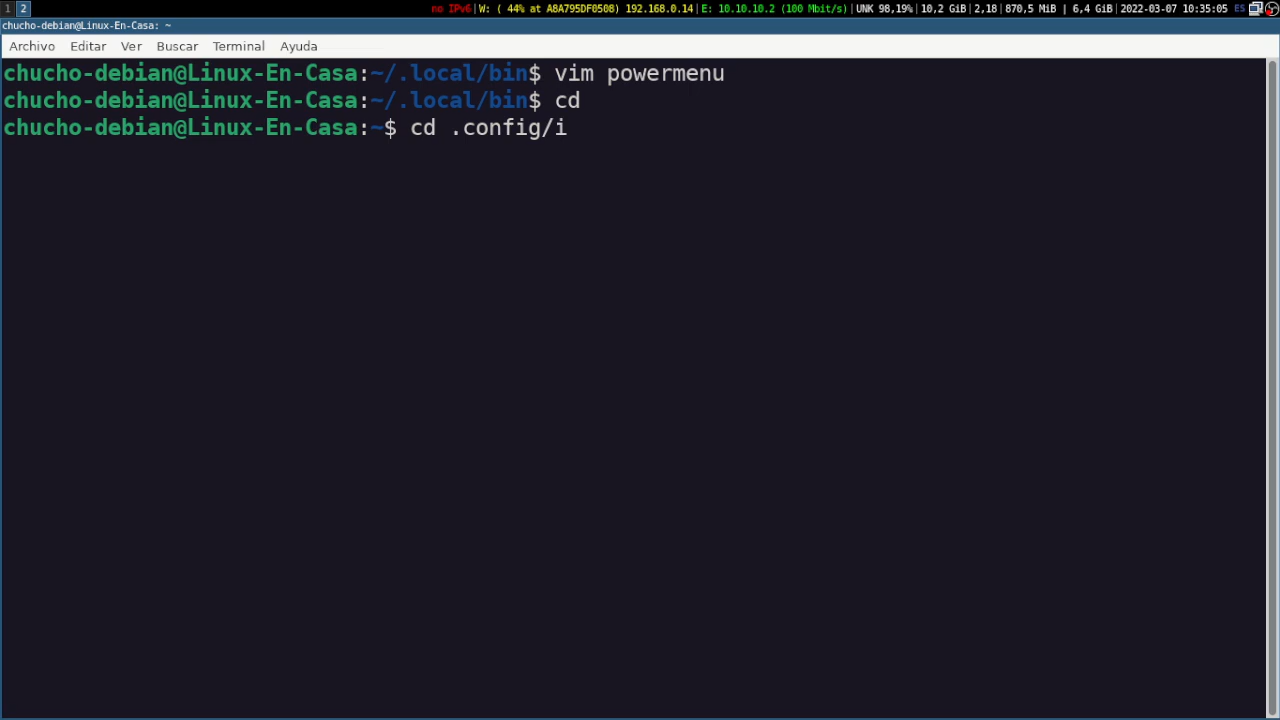 1 2 no IPv6|W: ( 44% at A8A795DF0508) 192.168.0.14|E: 10.10.10.2 (100 Mbit/s)|UNK 98,19%|10,2 GiB|2,18|870,5 MiB | 6,4 GiB|2022-03-07 10:35:05 ES
chucho-debian@Linux-En-Casa: ~
Archivo Editar Ver Buscar Terminal Ayuda
chucho-debian@Linux-En-Casa:~/.local/bin$ vim powermenu
chucho-debian@Linux-En-Casa:~/.local/bin$ cd
chucho-debian@Linux-En-Casa:~$ cd .config/i